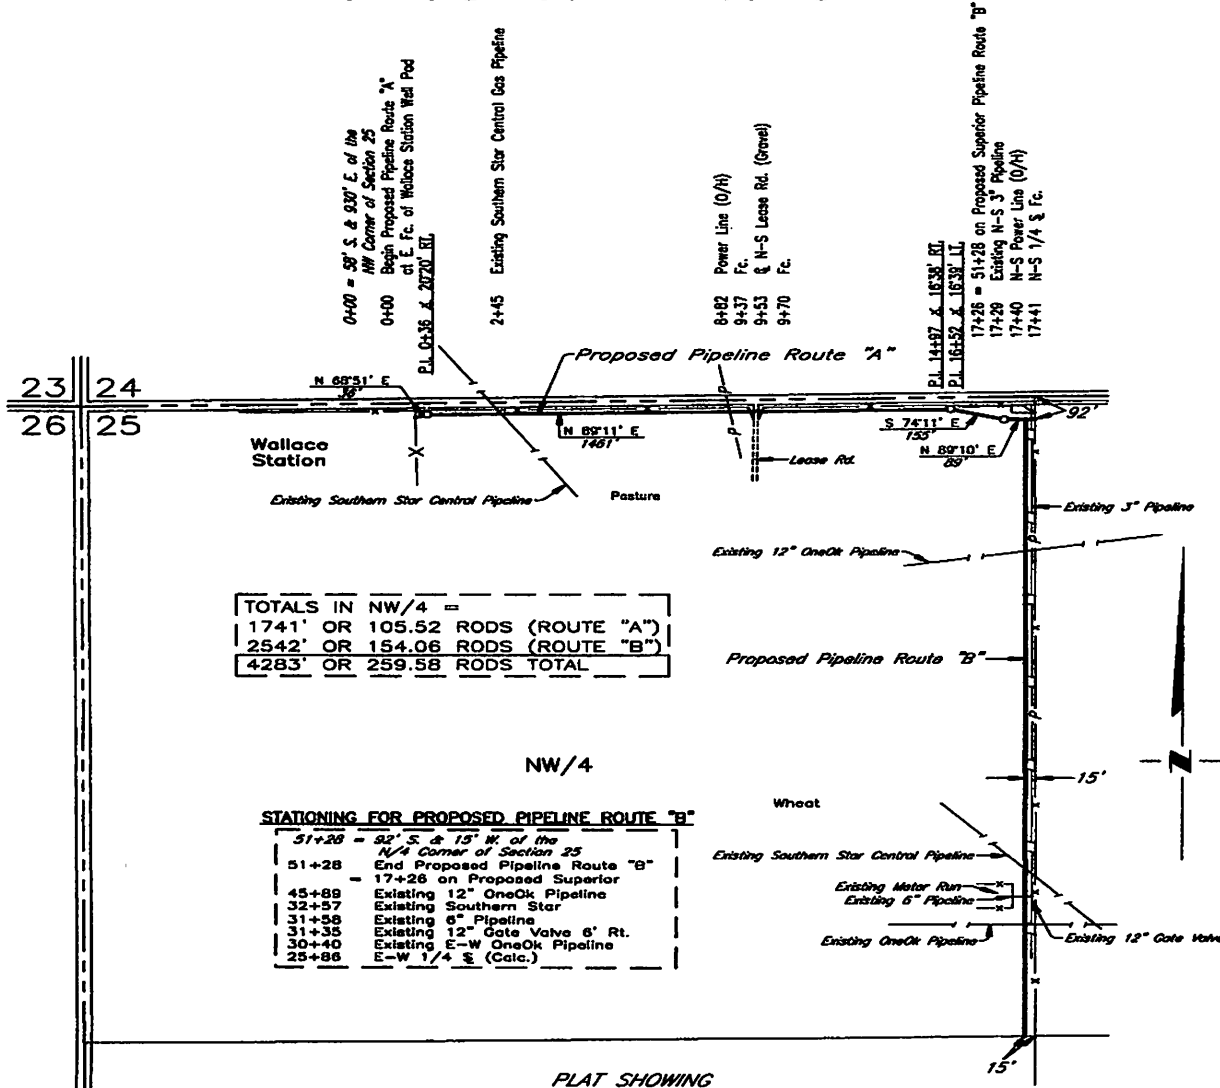 0+00 = 58' S. & 930' E. of the
NW Corner of Section 25
0+00 Begin Proposed Pipeline Route "A"
at E. Fc. of Wallace Station Well Pad
P.I. 0+36 ∡ 20°20' RT.
2+45 Existing Southern Star Central Gas Pipeline
8+82 Power Line (O/H)
9+37 Fc.
9+53 ℄ N-S Lease Rd. (Gravel)
9+70 Fc.
P.I. 14+97 ∡ 16°38' RT.
P.I. 16+52 ∡ 16°39' LT.
17+26 = 51+28 on Proposed Superior Pipeline Route "B"
17+29 Existing N-S 3" Pipeline
17+40 N-S Power Line (O/H)
17+41 N-S 1/4 & Fc.
Proposed Pipeline Route "A"
23 24
26 25
N 68°51' E
36'
N 89°11' E
1461'
P
P
S 74°11' E
155'
N 89°10' E
89'
92'
Wallace
Station
Lease Rd.
Existing Southern Star Central Pipeline
Pasture
Existing 3" Pipeline
Existing 12" OneOk Pipeline
TOTALS IN NW/4 =
1741' OR 105.52 RODS (ROUTE "A")
2542' OR 154.06 RODS (ROUTE "B")
4283' OR 259.58 RODS TOTAL
Proposed Pipeline Route "B"
P
P
NW/4
15'
N
Wheat
STATIONING FOR PROPOSED PIPELINE ROUTE "B"
51+28 = 92' S. & 15' W. of the
N/4 Corner of Section 25
51+28 End Proposed Pipeline Route "B"
= 17+26 on Proposed Superior
45+89 Existing 12" OneOk Pipeline
32+57 Existing Southern Star
31+58 Existing 6" Pipeline
31+35 Existing 12" Gate Valve 6' Rt.
30+40 Existing E-W OneOk Pipeline
25+86 E-W 1/4 (Calc.)
Existing Southern Star Central Pipeline
Existing Meter Run
Existing 6" Pipeline
Existing OneOk Pipeline
Existing 12" Gate Valve
15'
PLAT SHOWING